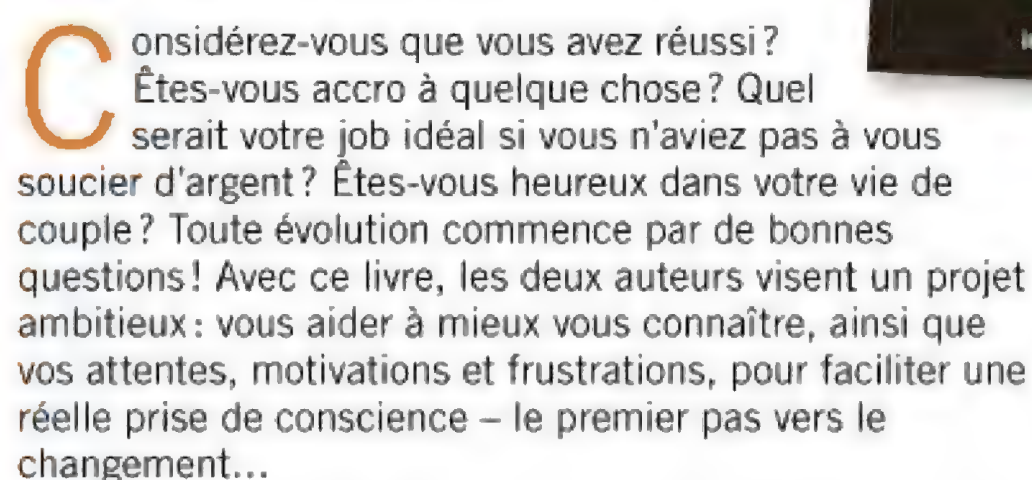 Considérez-vous que vous avez réussi ?
Êtes-vous accro à quelque chose ? Quel
serait votre job idéal si vous n'aviez pas à vous
soucier d'argent ? Êtes-vous heureux dans votre vie de
couple ? Toute évolution commence par de bonnes
questions ! Avec ce livre, les deux auteurs visent un projet
ambitieux : vous aider à mieux vous connaître, ainsi que
vos attentes, motivations et frustrations, pour faciliter une
réelle prise de conscience – le premier pas vers le
changement...